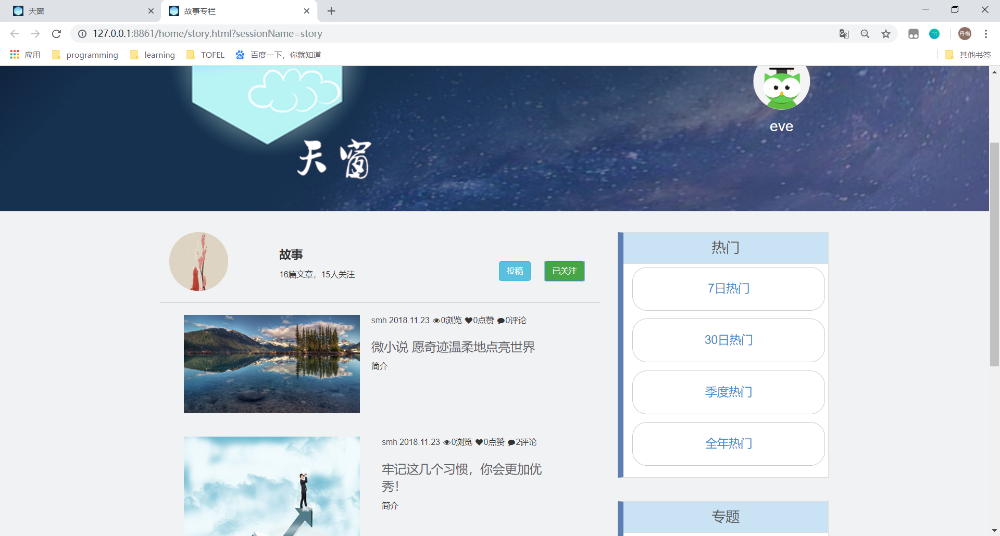 天窗
故事专栏
127.0.0.1:8861/home/story.html?sessionName=story
丹梅
应用
programming
learning
TOFEL
百度一下，你就知道
其他书签
天窗
eve
故事
16篇文章，15人关注
投稿
已关注
smh 2018.11.23 0浏览 0点赞 0评论
微小说 愿奇迹温柔地点亮世界
简介
smh 2018.11.23 0浏览 0点赞 2评论
牢记这几个习惯，你会更加优
秀！
简介
热门
7日热门
30日热门
季度热门
全年热门
专题